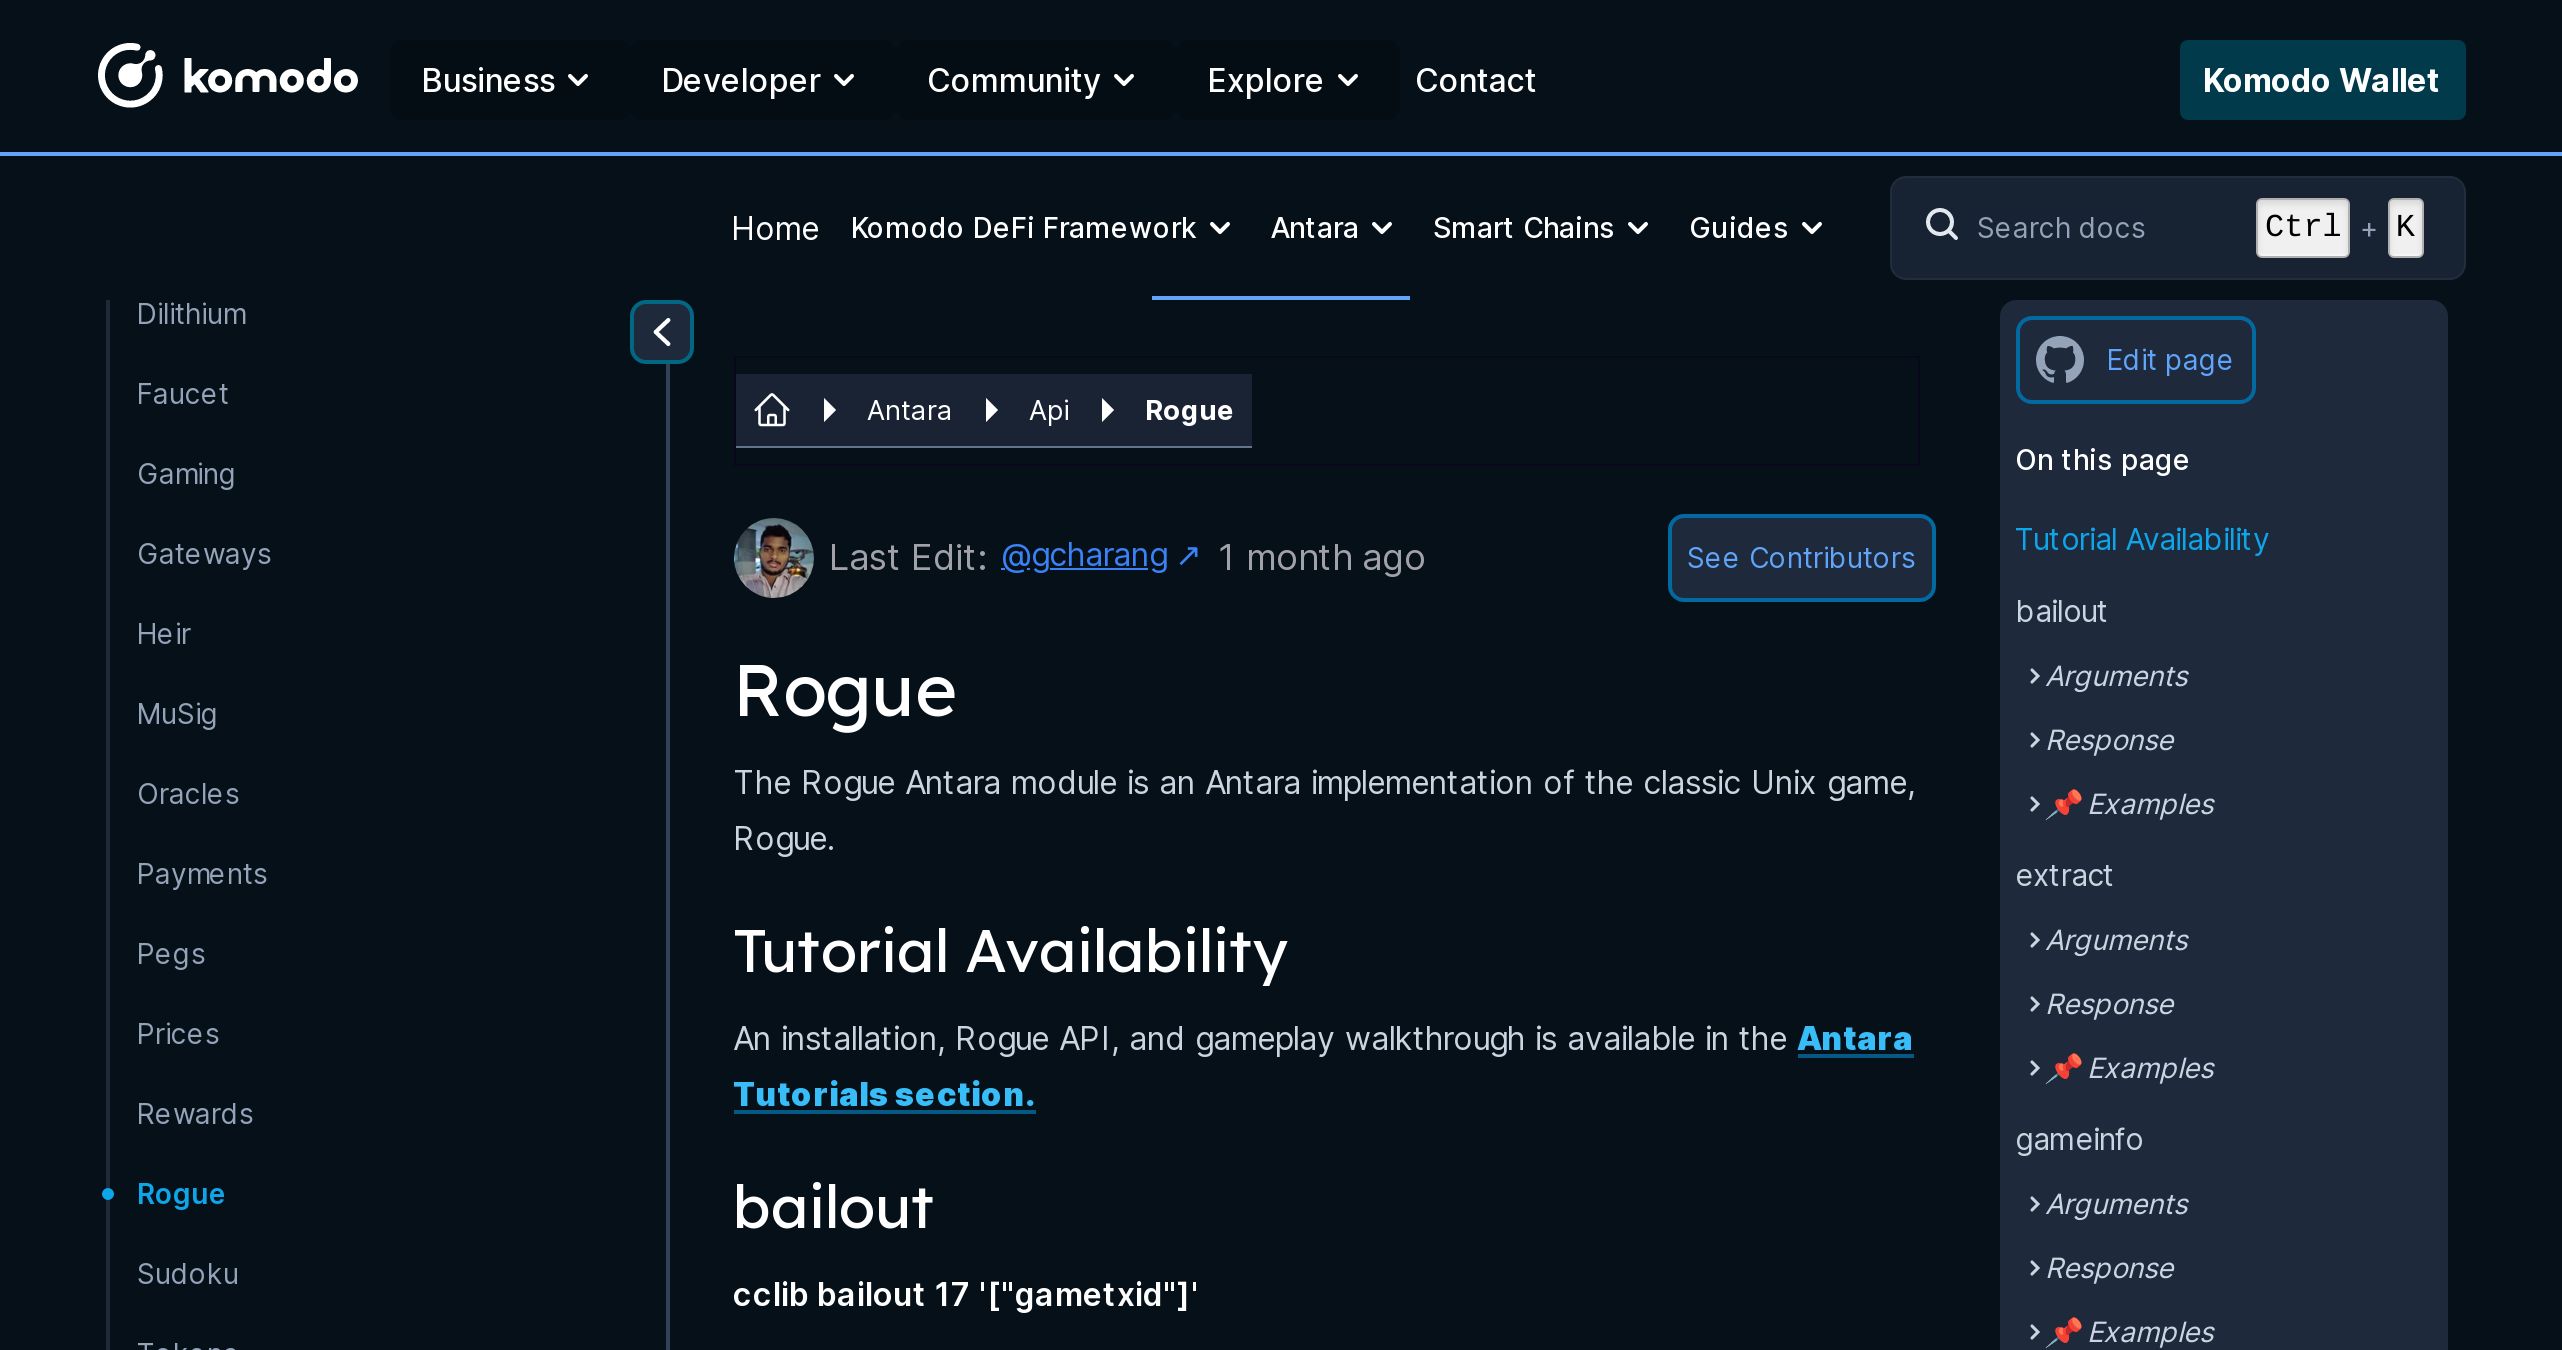 komodo
Business
Developer
Community
Explore
Contact
Komodo Wallet
Home
Komodo DeFi Framework
Antara
Smart Chains
Guides
Search docs
Ctrl + K
Dilithium
Faucet
Gaming
Gateways
Heir
MuSig
Oracles
Payments
Pegs
Prices
Rewards
Rogue
Sudoku
Antara
Api
Rogue
Last Edit: @gcharang ↗ 1 month ago
See Contributors
Rogue
The Rogue Antara module is an Antara implementation of the classic Unix game,
Rogue.
Tutorial Availability
An installation, Rogue API, and gameplay walkthrough is available in the Antara
Tutorials section.
bailout
cclib bailout 17 '["gametxid"]'
Edit page
On this page
Tutorial Availability
bailout
Arguments
Response
📌 Examples
extract
Arguments
Response
📌 Examples
gameinfo
Arguments
Response
📌 Examples